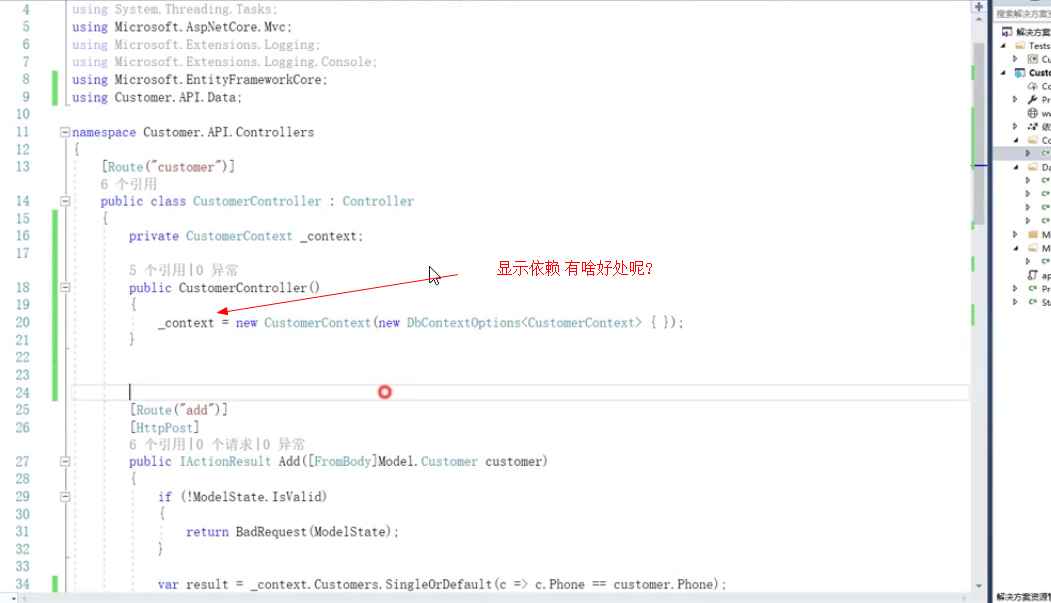 4 using System.Threading.Tasks;
5 using Microsoft.AspNetCore.Mvc;
6 using Microsoft.Extensions.Logging;
7 using Microsoft.Extensions.Logging.Console;
8 using Microsoft.EntityFrameworkCore;
9 using Customer.API.Data;
10
11 namespace Customer.API.Controllers
12 {
13 [Route("customer")]
6 个引用
14 public class CustomerController : Controller
15 {
16 private CustomerContext _context;
17
5 个引用|0 异常
18 public CustomerController()
19 {
20 _context = new CustomerContext(new DbContextOptions<CustomerContext> { });
21 }
22
23
24
25 [Route("add")]
26 [HttpPost]
6 个引用|0 个请求|0 异常
27 public IActionResult Add([FromBody]Model.Customer customer)
28 {
29 if (!ModelState.IsValid)
30 {
31 return BadRequest(ModelState);
32 }
33
34 var result = _context.Customers.SingleOrDefault(c => c.Phone == customer.Phone);
显示依赖 有啥好处呢?
搜索解决方案
解决方案
Tests
Cu
Custo
Co
Pr
ww
依
Co
C#
Da
C#
C#
C#
C#
M
M
C#
ap
C# Pr
C# Sta
解决方案资源